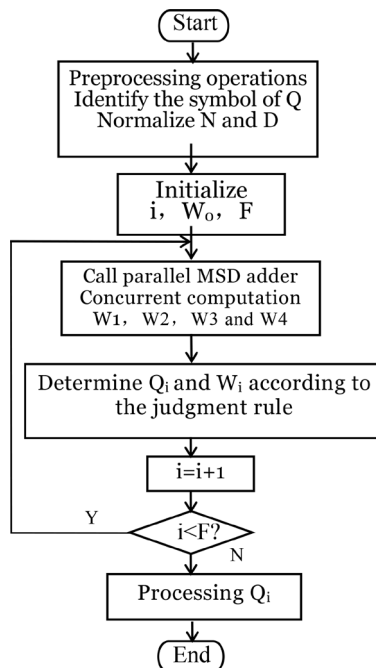 Start
Preprocessing operations
Identify the symbol of Q
Normalize N and D
Initialize
i, W₀, F
Call parallel MSD adder
Concurrent computation
W1, W2, W3 and W4
Determine Qᵢ and Wᵢ according to
the judgment rule
i=i+1
Y
i<F?
N
Processing Qᵢ
End